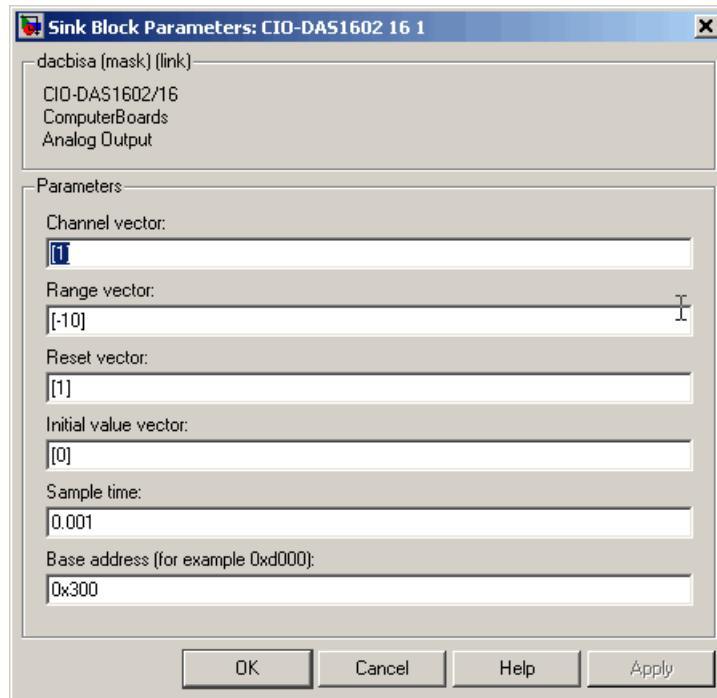 Sink Block Parameters: CIO-DAS1602 16 1
dacbisa (mask) (link)
CIO-DAS1602/16
ComputerBoards
Analog Output
Parameters
Channel vector:
[1]
Range vector:
[-10]
Reset vector:
[1]
Initial value vector:
[0]
Sample time:
0.001
Base address (for example 0xd000):
0x300
OK Cancel Help Apply